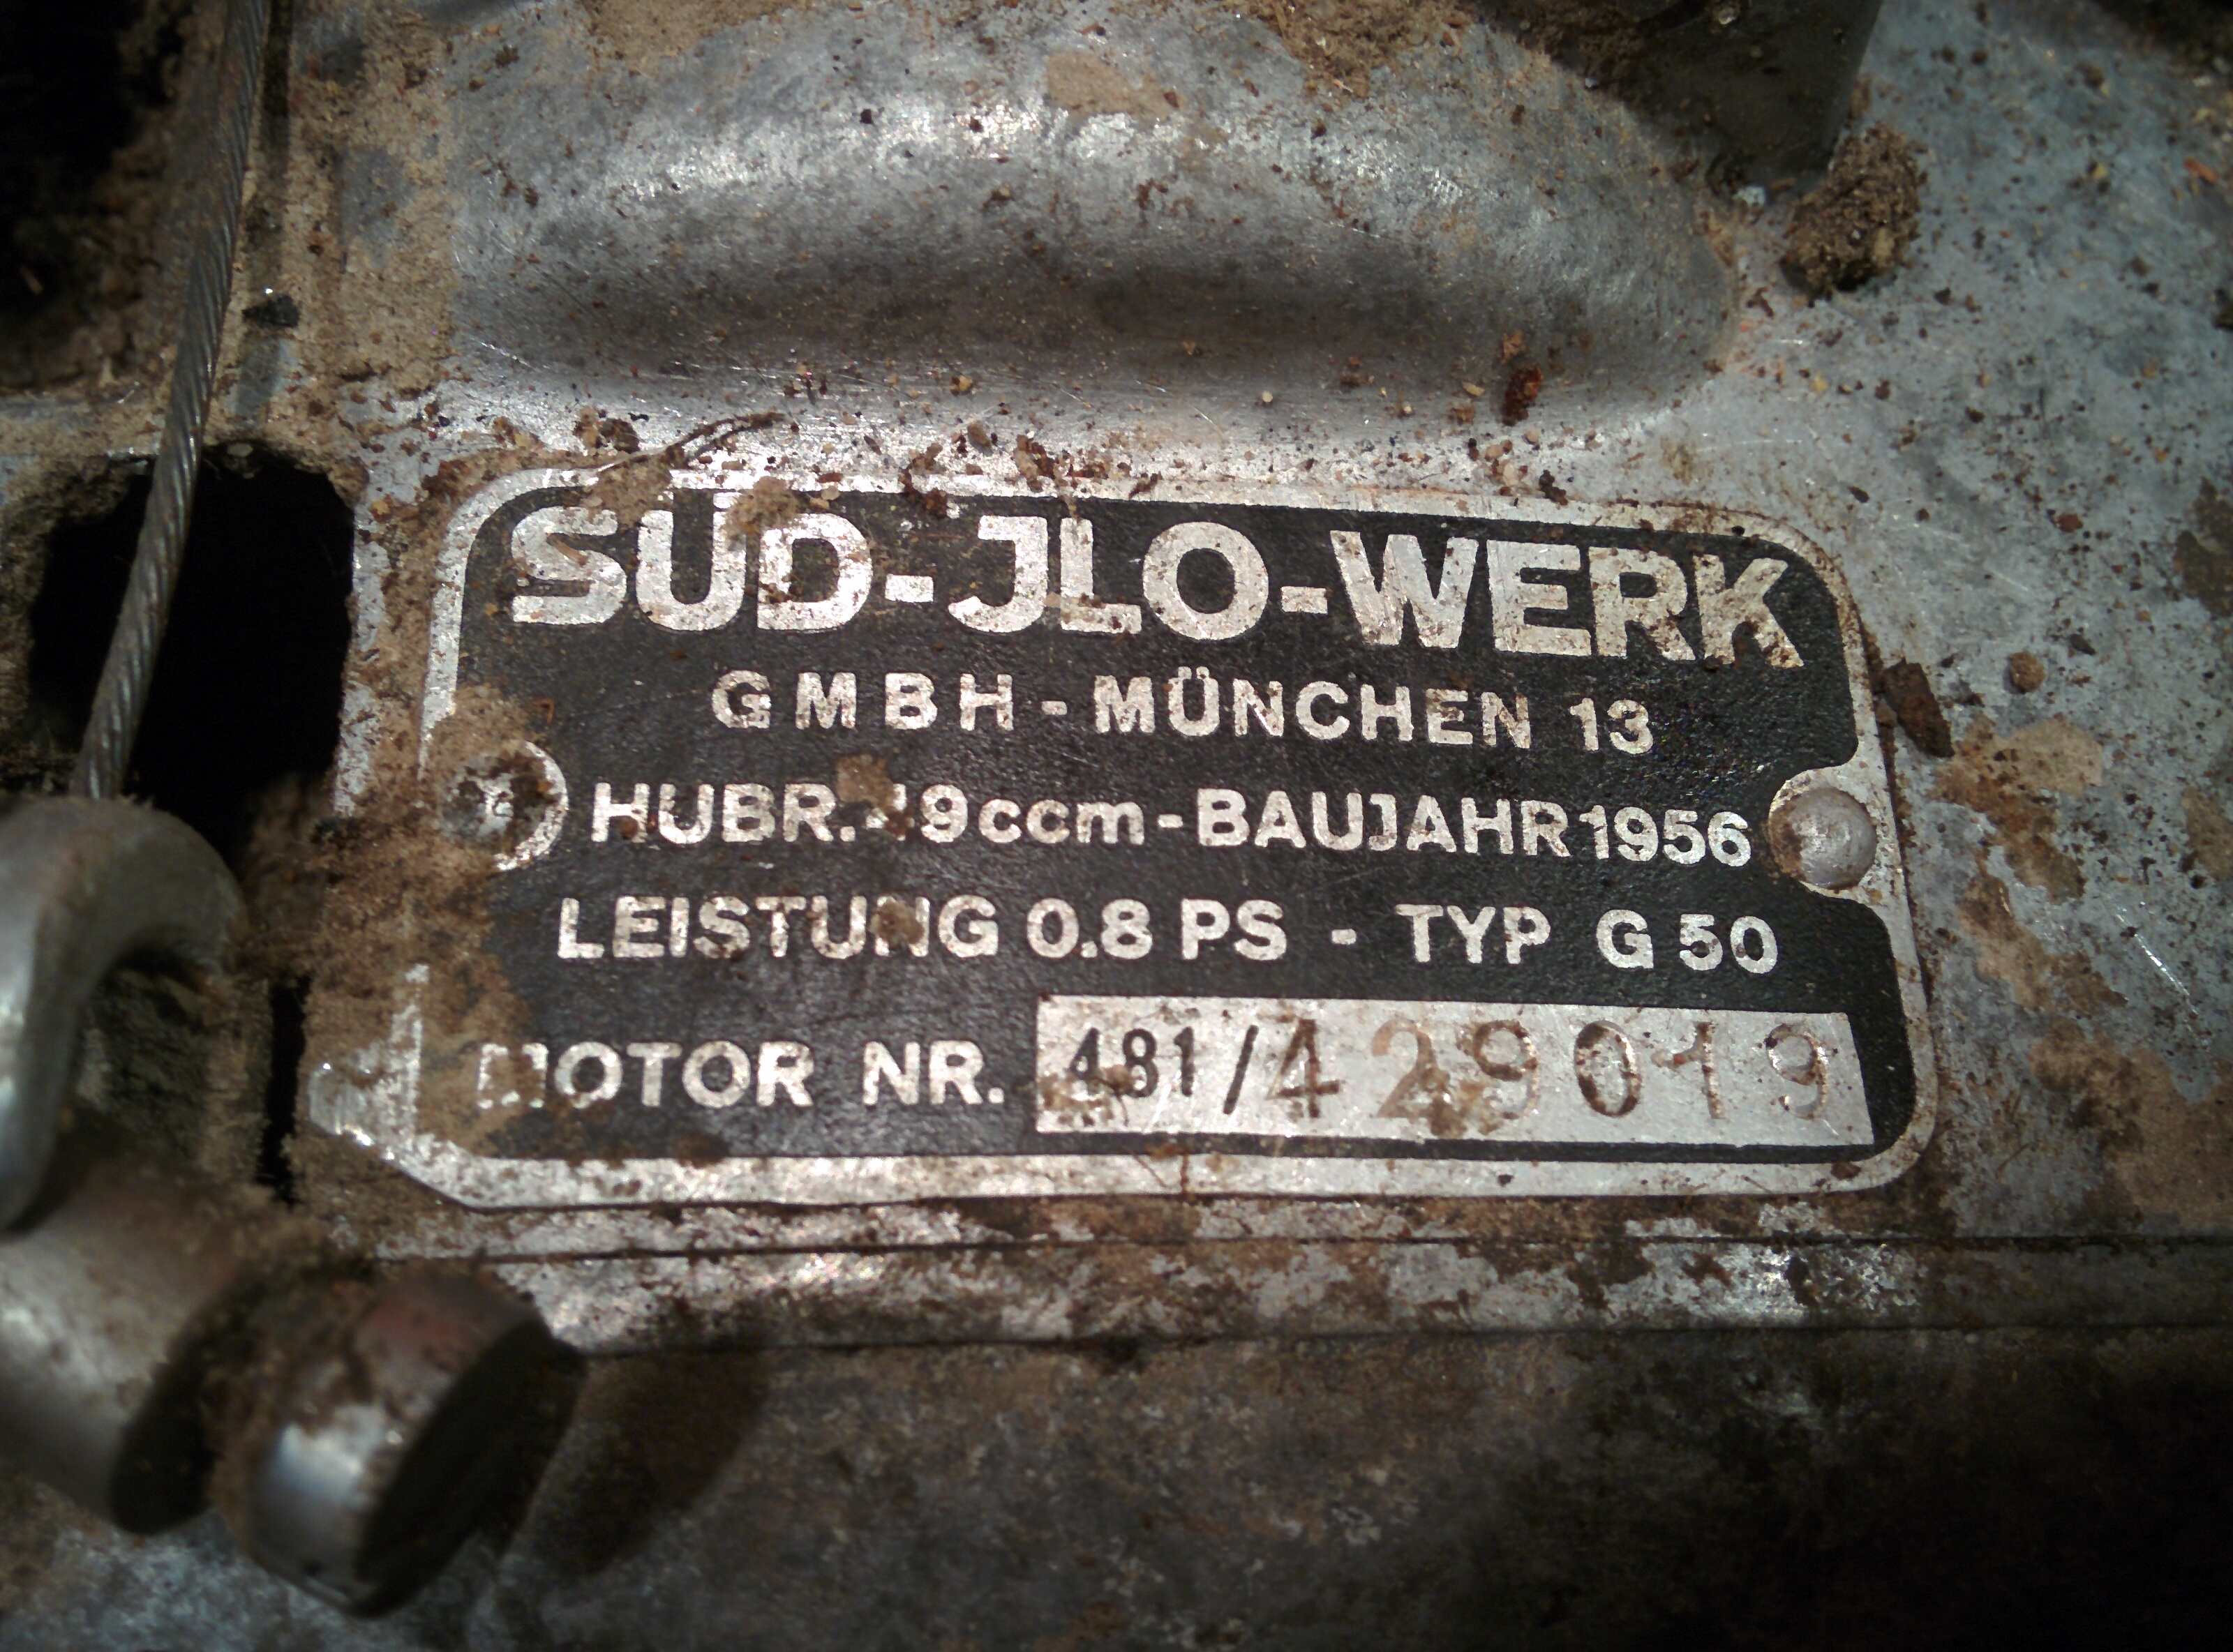 SÜD-JLO-WERK
GMBH - MÜNCHEN 13
HUBR. 49ccm - BAUJAHR 1956
LEISTUNG 0.8 PS - TYP G 50
MOTOR NR. 481/429019